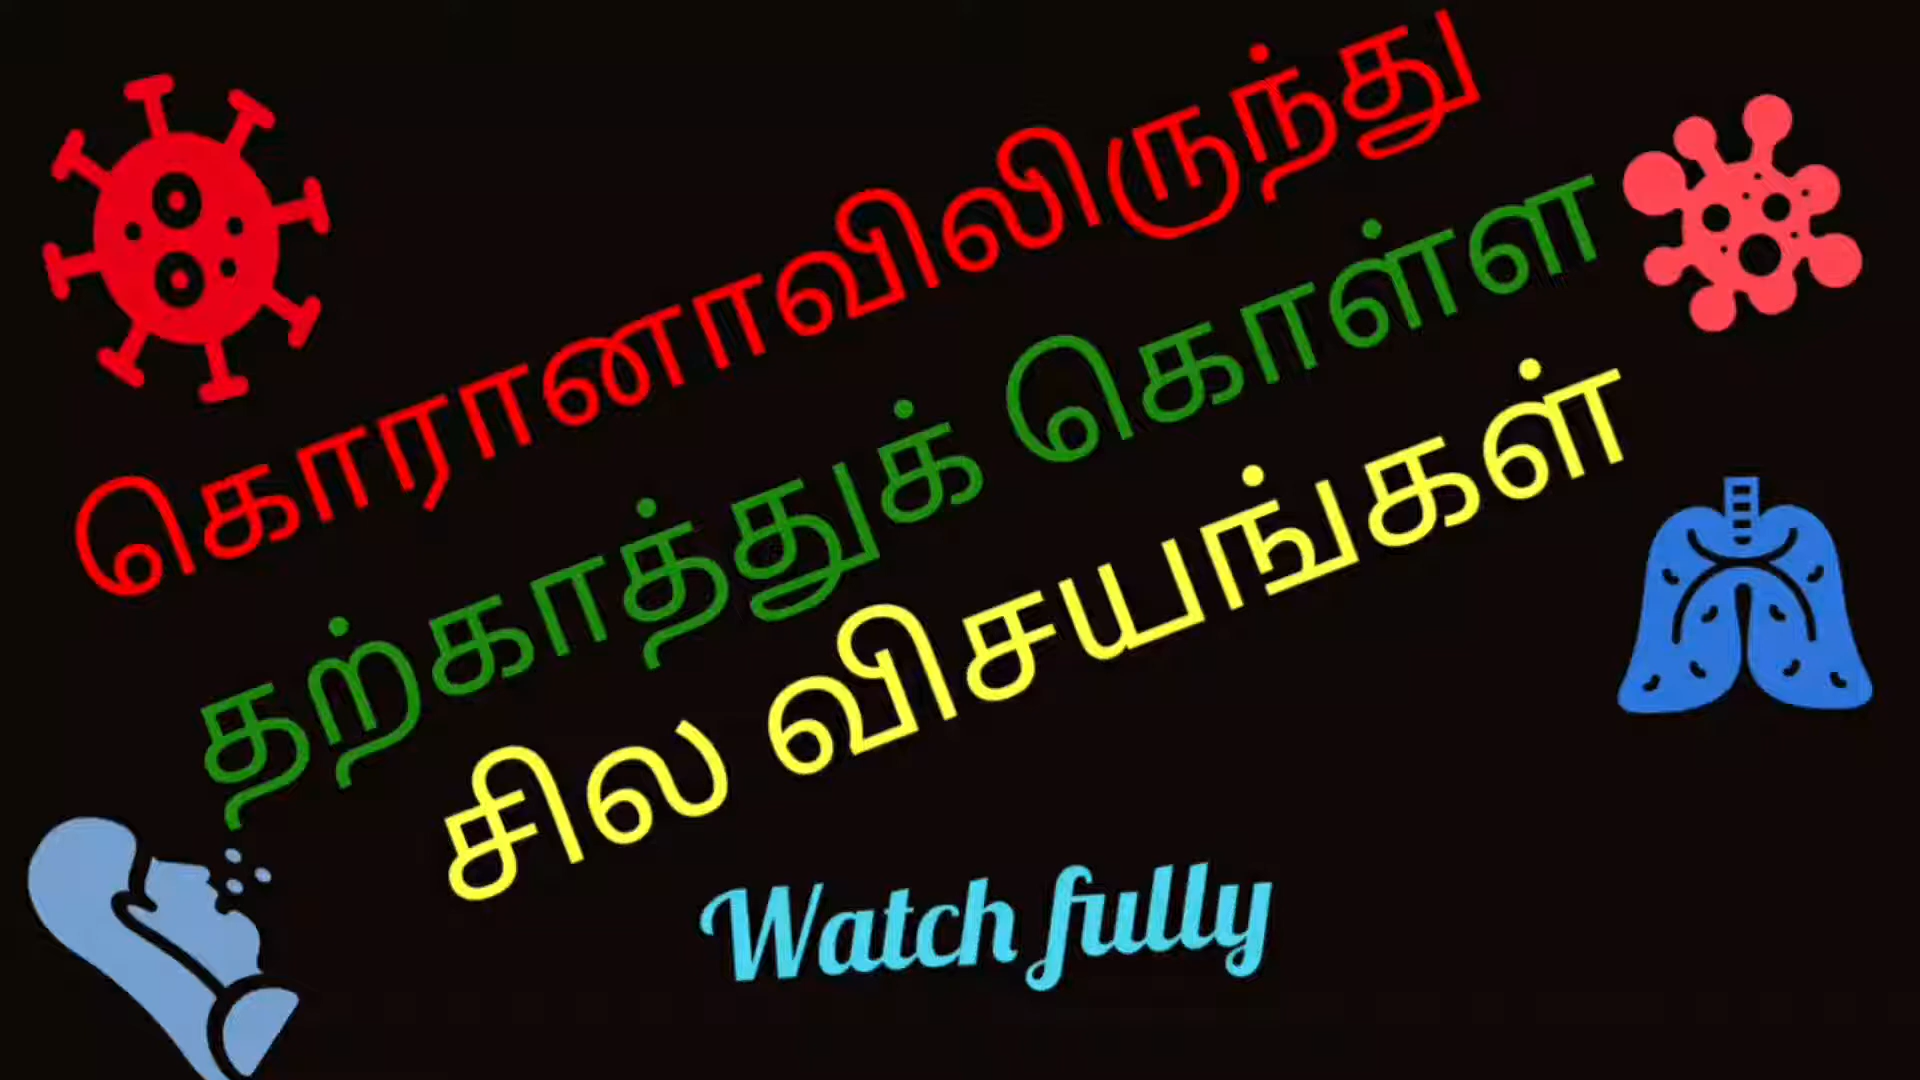 கொரானாவிலிருந்து
தற்காத்துக் கொள்ள
சில விசயங்கள்
Watch fully